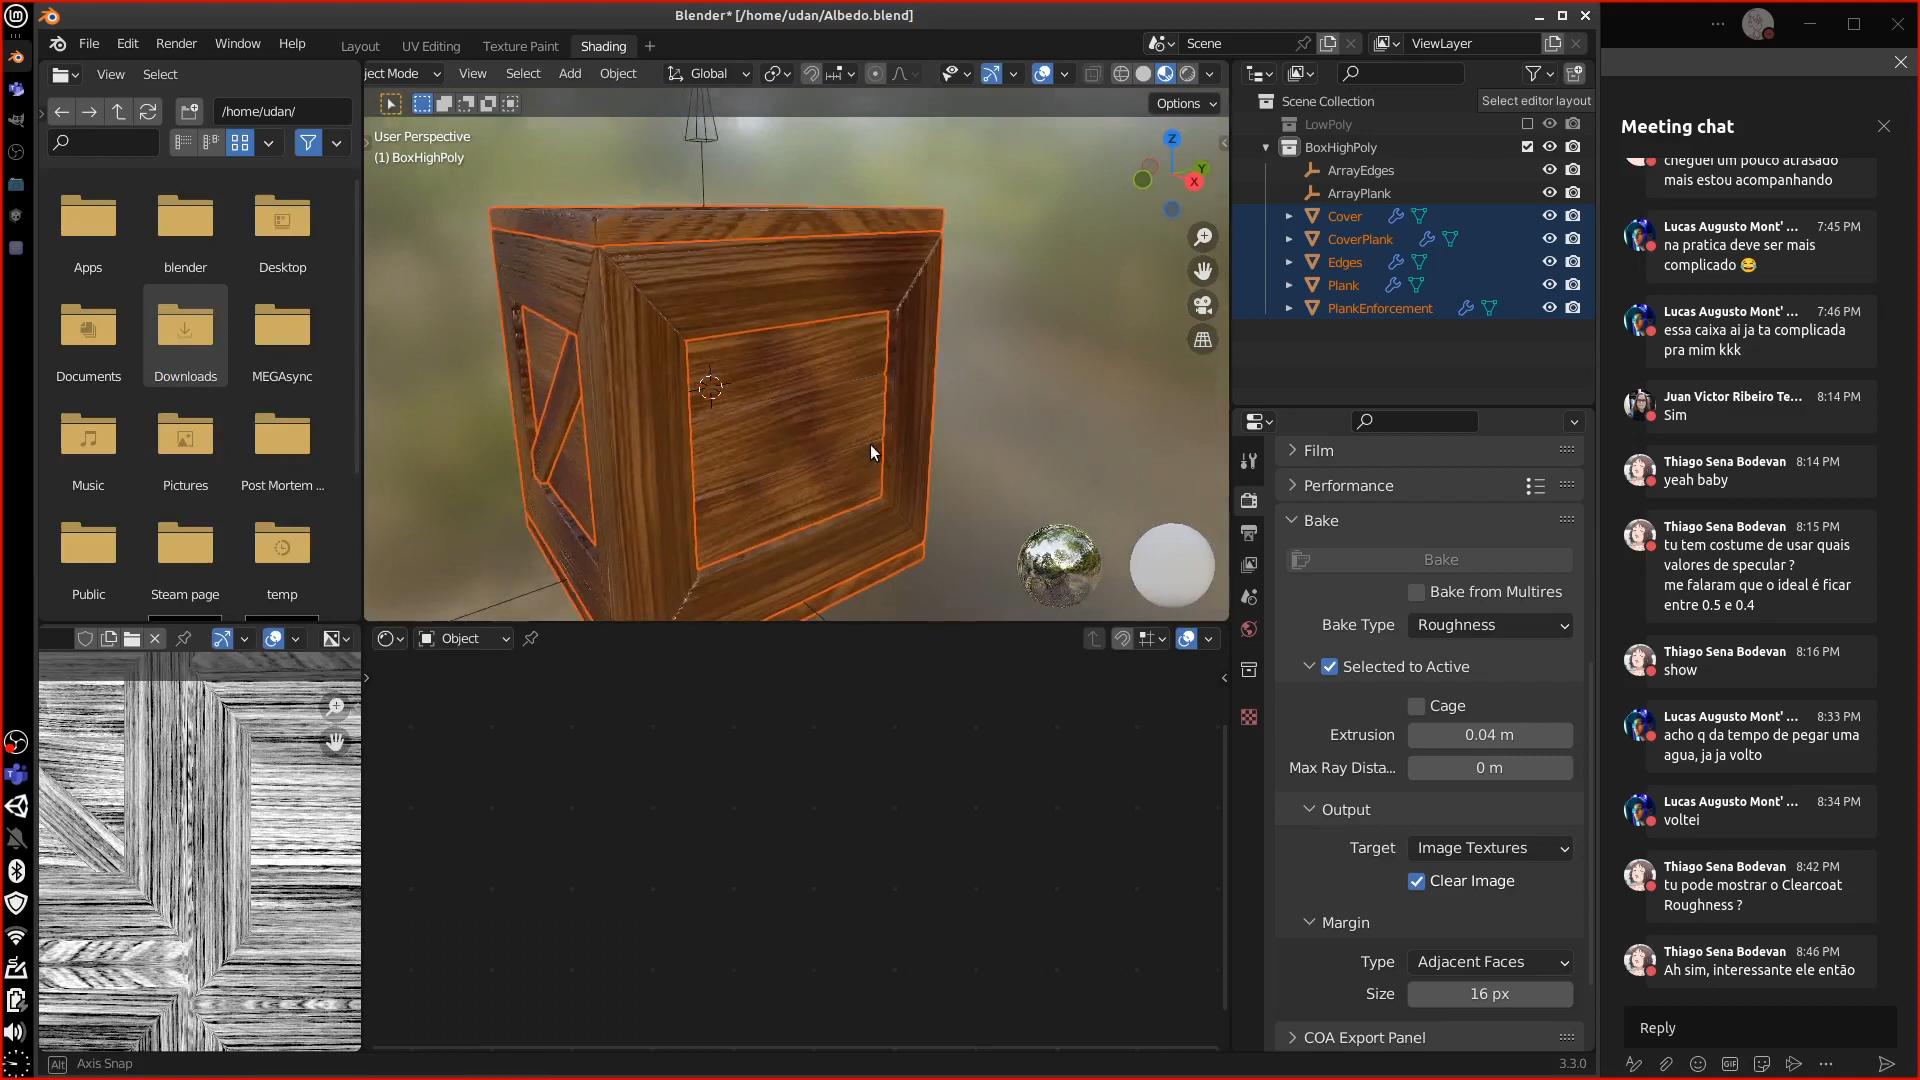 Blender* [/home/udan/Albedo.blend]
File Edit Render Window Help
Layout UV Editing Texture Paint Shading
Scene
ViewLayer
View Select
/home/udan/
Apps
blender
Desktop
Documents
Downloads
MEGAsync
Music
Pictures
Post Mortem ...
Public
Steam page
temp
ject Mode View Select Add Object Global
Options
User Perspective
(1) BoxHighPoly
Z
Y
X
Object
Scene Collection
Select editor layout
LowPoly
BoxHighPoly
ArrayEdges
ArrayPlank
Cover
CoverPlank
Edges
Plank
PlankEnforcement
Film
Performance
Bake
Bake
Bake from Multires
Bake Type Roughness
Selected to Active
Cage
Extrusion 0.04 m
Max Ray Dista... 0 m
Output
Target Image Textures
Clear Image
Margin
Type Adjacent Faces
Size 16 px
COA Export Panel
Alt Axis Snap
3.3.0
Meeting chat
cheguei um pouco atrasado
mais estou acompanhando
Lucas Augusto Mont' ... 7:45 PM
na pratica deve ser mais
complicado 😂
Lucas Augusto Mont' ... 7:46 PM
essa caixa ai ja ta complicada
pra mim kkk
Juan Victor Ribeiro Te... 8:14 PM
Sim
Thiago Sena Bodevan 8:14 PM
yeah baby
Thiago Sena Bodevan 8:15 PM
tu tem costume de usar quais
valores de specular ?
me falaram que o ideal é ficar
entre 0.5 e 0.4
Thiago Sena Bodevan 8:16 PM
show
Lucas Augusto Mont' ... 8:33 PM
acho q da tempo de pegar uma
agua, ja ja volto
Lucas Augusto Mont' ... 8:34 PM
voltei
Thiago Sena Bodevan 8:42 PM
tu pode mostrar o Clearcoat
Roughness ?
Thiago Sena Bodevan 8:46 PM
Ah sim, interessante ele então
Reply
GIF